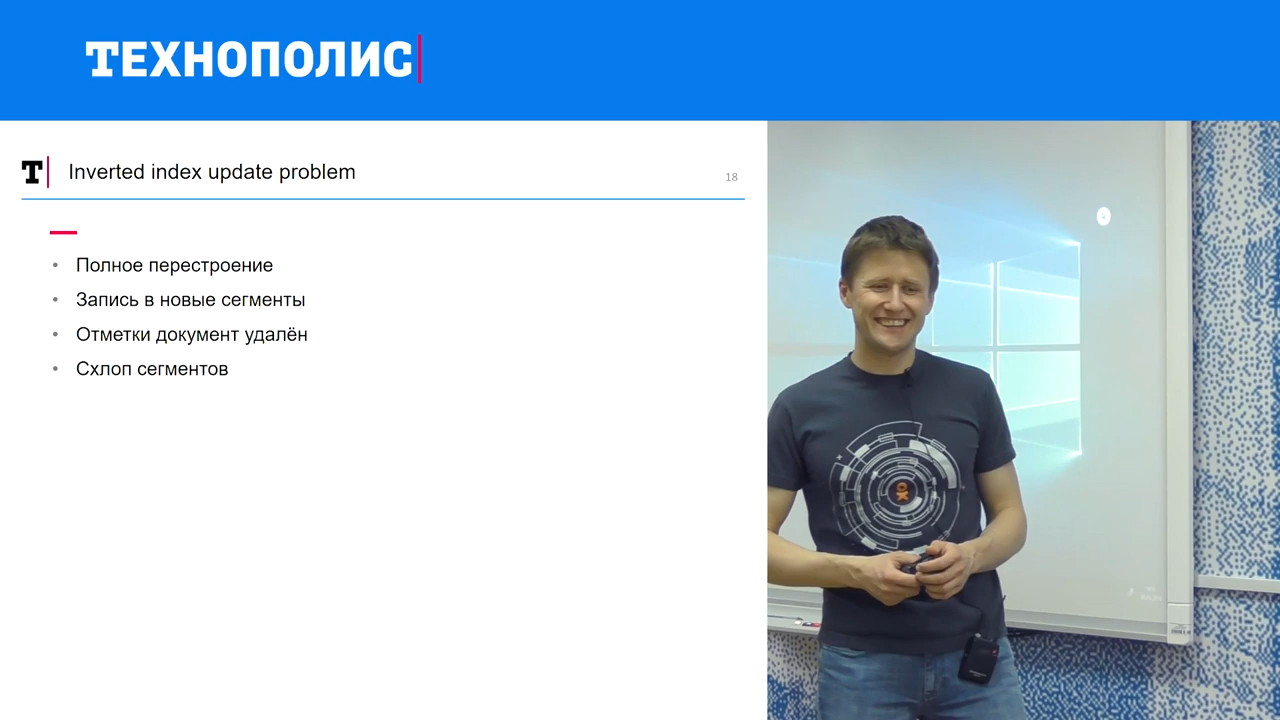 ТЕХНОПОЛИС
T
Inverted index update problem
18
Полное перестроение
Запись в новые сегменты
Отметки документ удалён
Схлоп сегментов